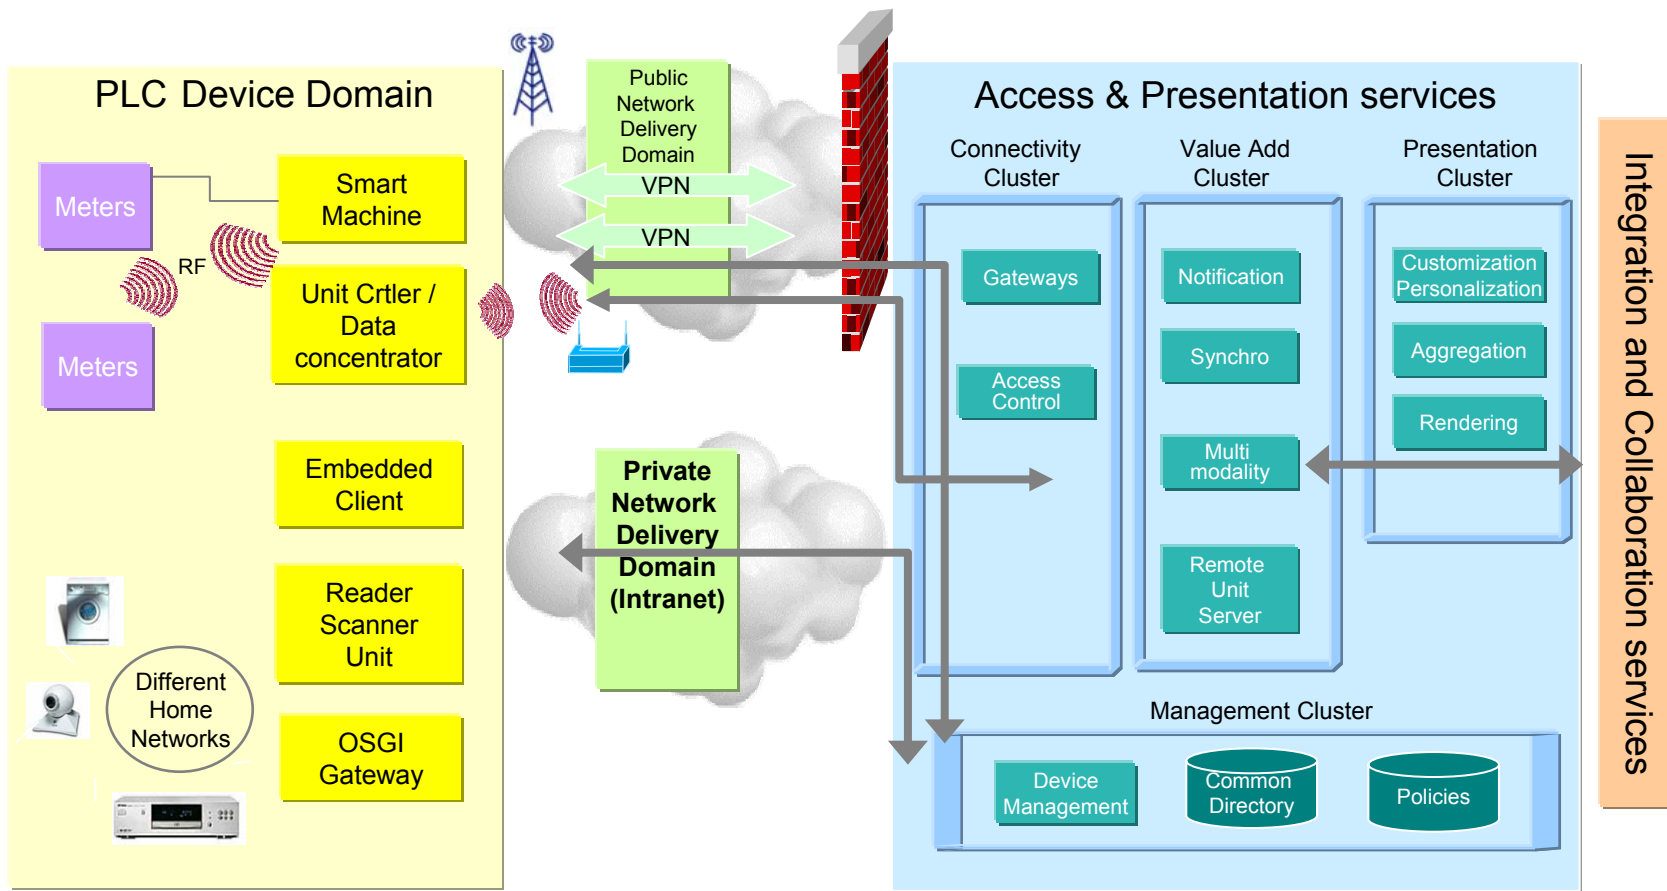 PLC Device Domain
Meters
Smart
Machine
RF
Unit Crtler /
Data
concentrator
Meters
Embedded
Client
Reader
Scanner
Unit
Different
Home
Networks
OSGI
Gateway
Public
Network
Delivery
Domain
VPN
VPN
Private
Network
Delivery
Domain
(Intranet)
Access & Presentation services
Connectivity
Cluster
Gateways
Access
Control
Value Add
Cluster
Notification
Synchro
Multi
modality
Remote
Unit
Server
Presentation
Cluster
Customization
Personalization
Aggregation
Rendering
Management Cluster
Device
Management
Common
Directory
Policies
Integration and Collaboration services